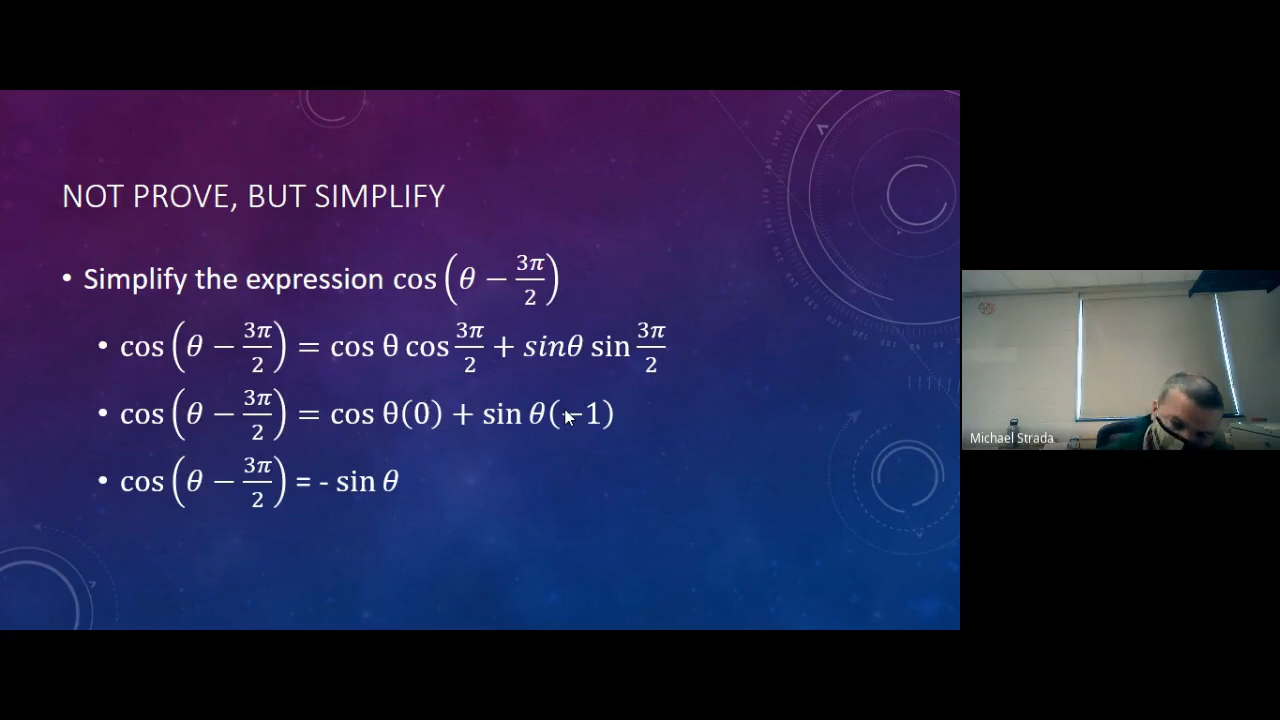 NOT PROVE, BUT SIMPLIFY
• Simplify the expression cos(θ − 3π/2)
• cos(θ − 3π/2) = cos θ cos 3π/2 + sinθ sin 3π/2
• cos(θ − 3π/2) = cos θ(0) + sin θ(−1)
• cos(θ − 3π/2) = - sin θ
Michael Strada